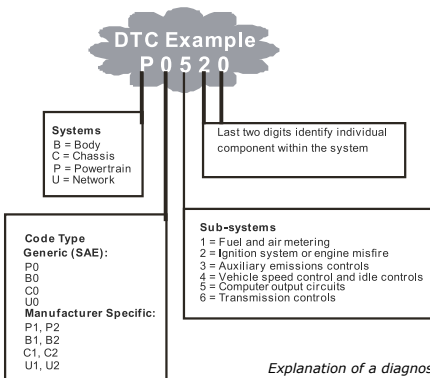 DTC Example
P 0 5 2 0
Systems
B = Body
C = Chassis
P = Powertrain
U = Network
Last two digits identify individual
component within the system
Code Type
Generic (SAE):
P0
B0
C0
U0
Manufacturer Specific:
P1, P2
B1, B2
C1, C2
U1, U2
Sub-systems
1 = Fuel and air metering
2 = Ignition system or engine misfire
3 = Auxiliary emissions controls
4 = Vehicle speed control and idle controls
5 = Computer output circuits
6 = Transmission controls
Explanation of a